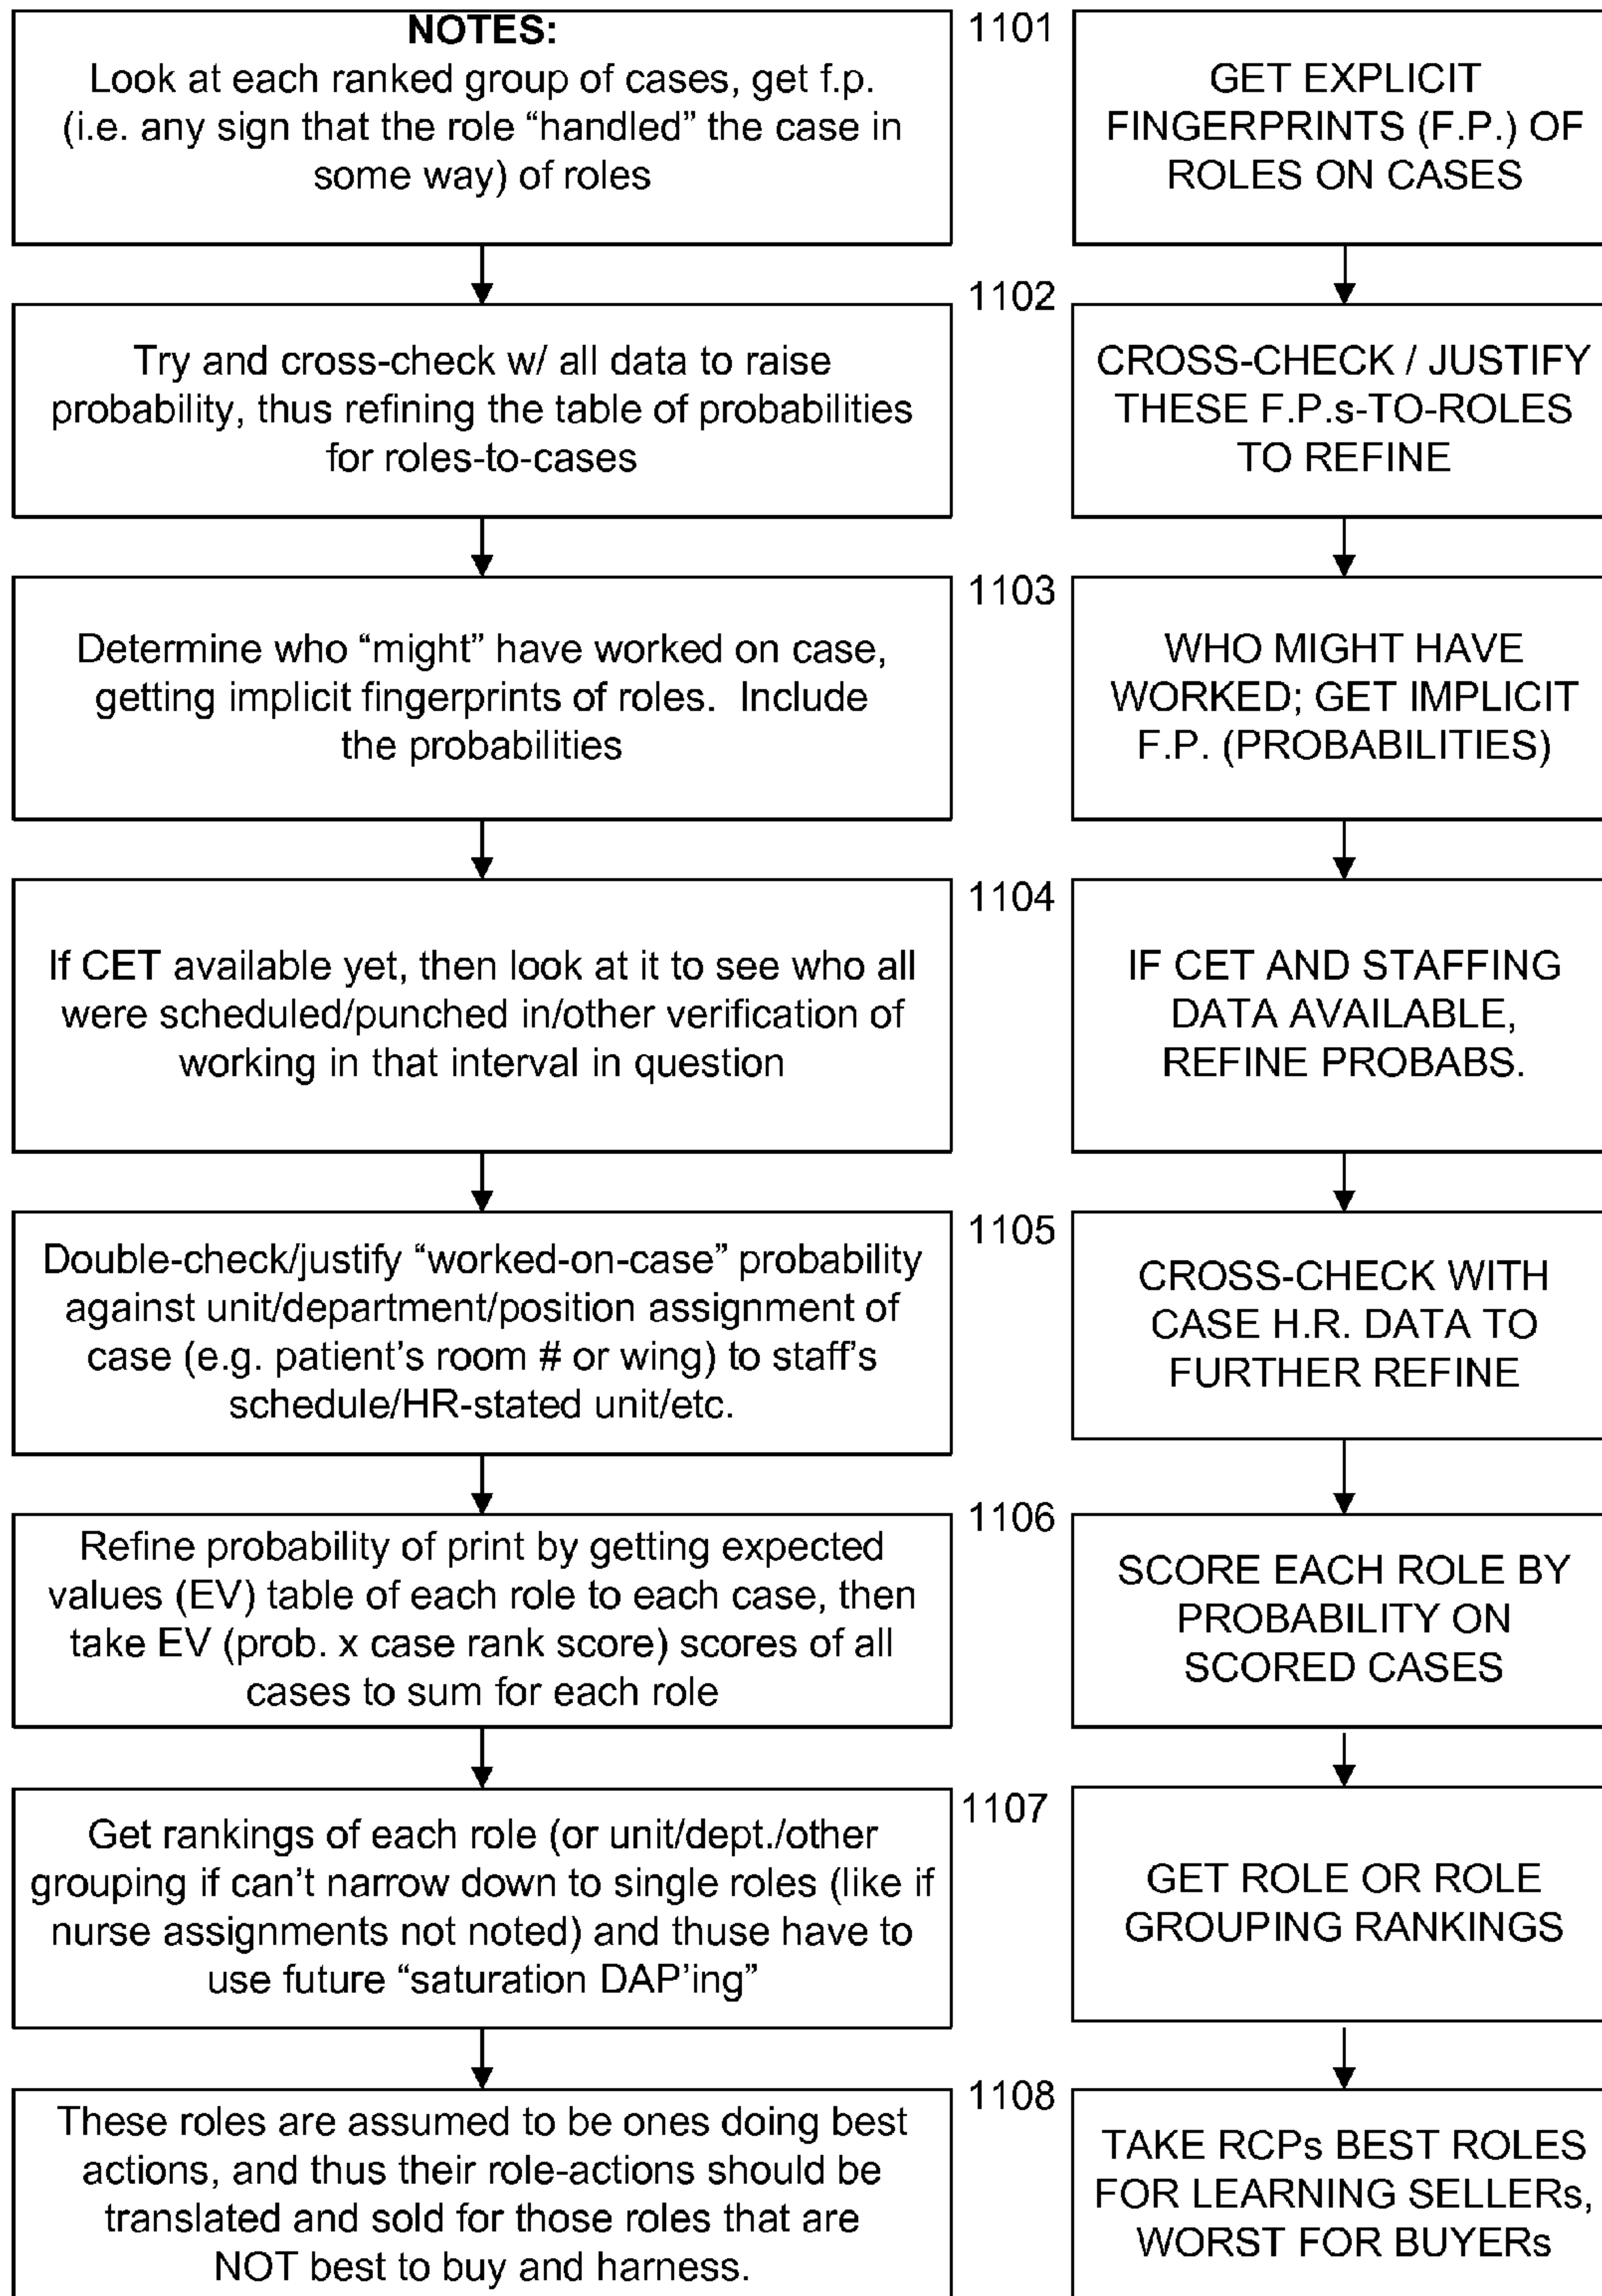 NOTES:
Look at each ranked group of cases, get f.p.
(i.e. any sign that the role “handled” the case in
some way) of roles
1101
GET EXPLICIT
FINGERPRINTS (F.P.) OF
ROLES ON CASES
Try and cross-check w/ all data to raise
probability, thus refining the table of probabilities
for roles-to-cases
1102
CROSS-CHECK / JUSTIFY
THESE F.P.s-TO-ROLES
TO REFINE
Determine who “might” have worked on case,
getting implicit fingerprints of roles. Include
the probabilities
1103
WHO MIGHT HAVE
WORKED; GET IMPLICIT
F.P. (PROBABILITIES)
If CET available yet, then look at it to see who all
were scheduled/punched in/other verification of
working in that interval in question
1104
IF CET AND STAFFING
DATA AVAILABLE,
REFINE PROBABS.
Double-check/justify “worked-on-case” probability
against unit/department/position assignment of
case (e.g. patient’s room # or wing) to staff’s
schedule/HR-stated unit/etc.
1105
CROSS-CHECK WITH
CASE H.R. DATA TO
FURTHER REFINE
Refine probability of print by getting expected
values (EV) table of each role to each case, then
take EV (prob. x case rank score) scores of all
cases to sum for each role
1106
SCORE EACH ROLE BY
PROBABILITY ON
SCORED CASES
Get rankings of each role (or unit/dept./other
grouping if can’t narrow down to single roles (like if
nurse assignments not noted) and thuse have to
use future “saturation DAP’ing”
1107
GET ROLE OR ROLE
GROUPING RANKINGS
These roles are assumed to be ones doing best
actions, and thus their role-actions should be
translated and sold for those roles that are
NOT best to buy and harness.
1108
TAKE RCPs BEST ROLES
FOR LEARNING SELLERs,
WORST FOR BUYERs